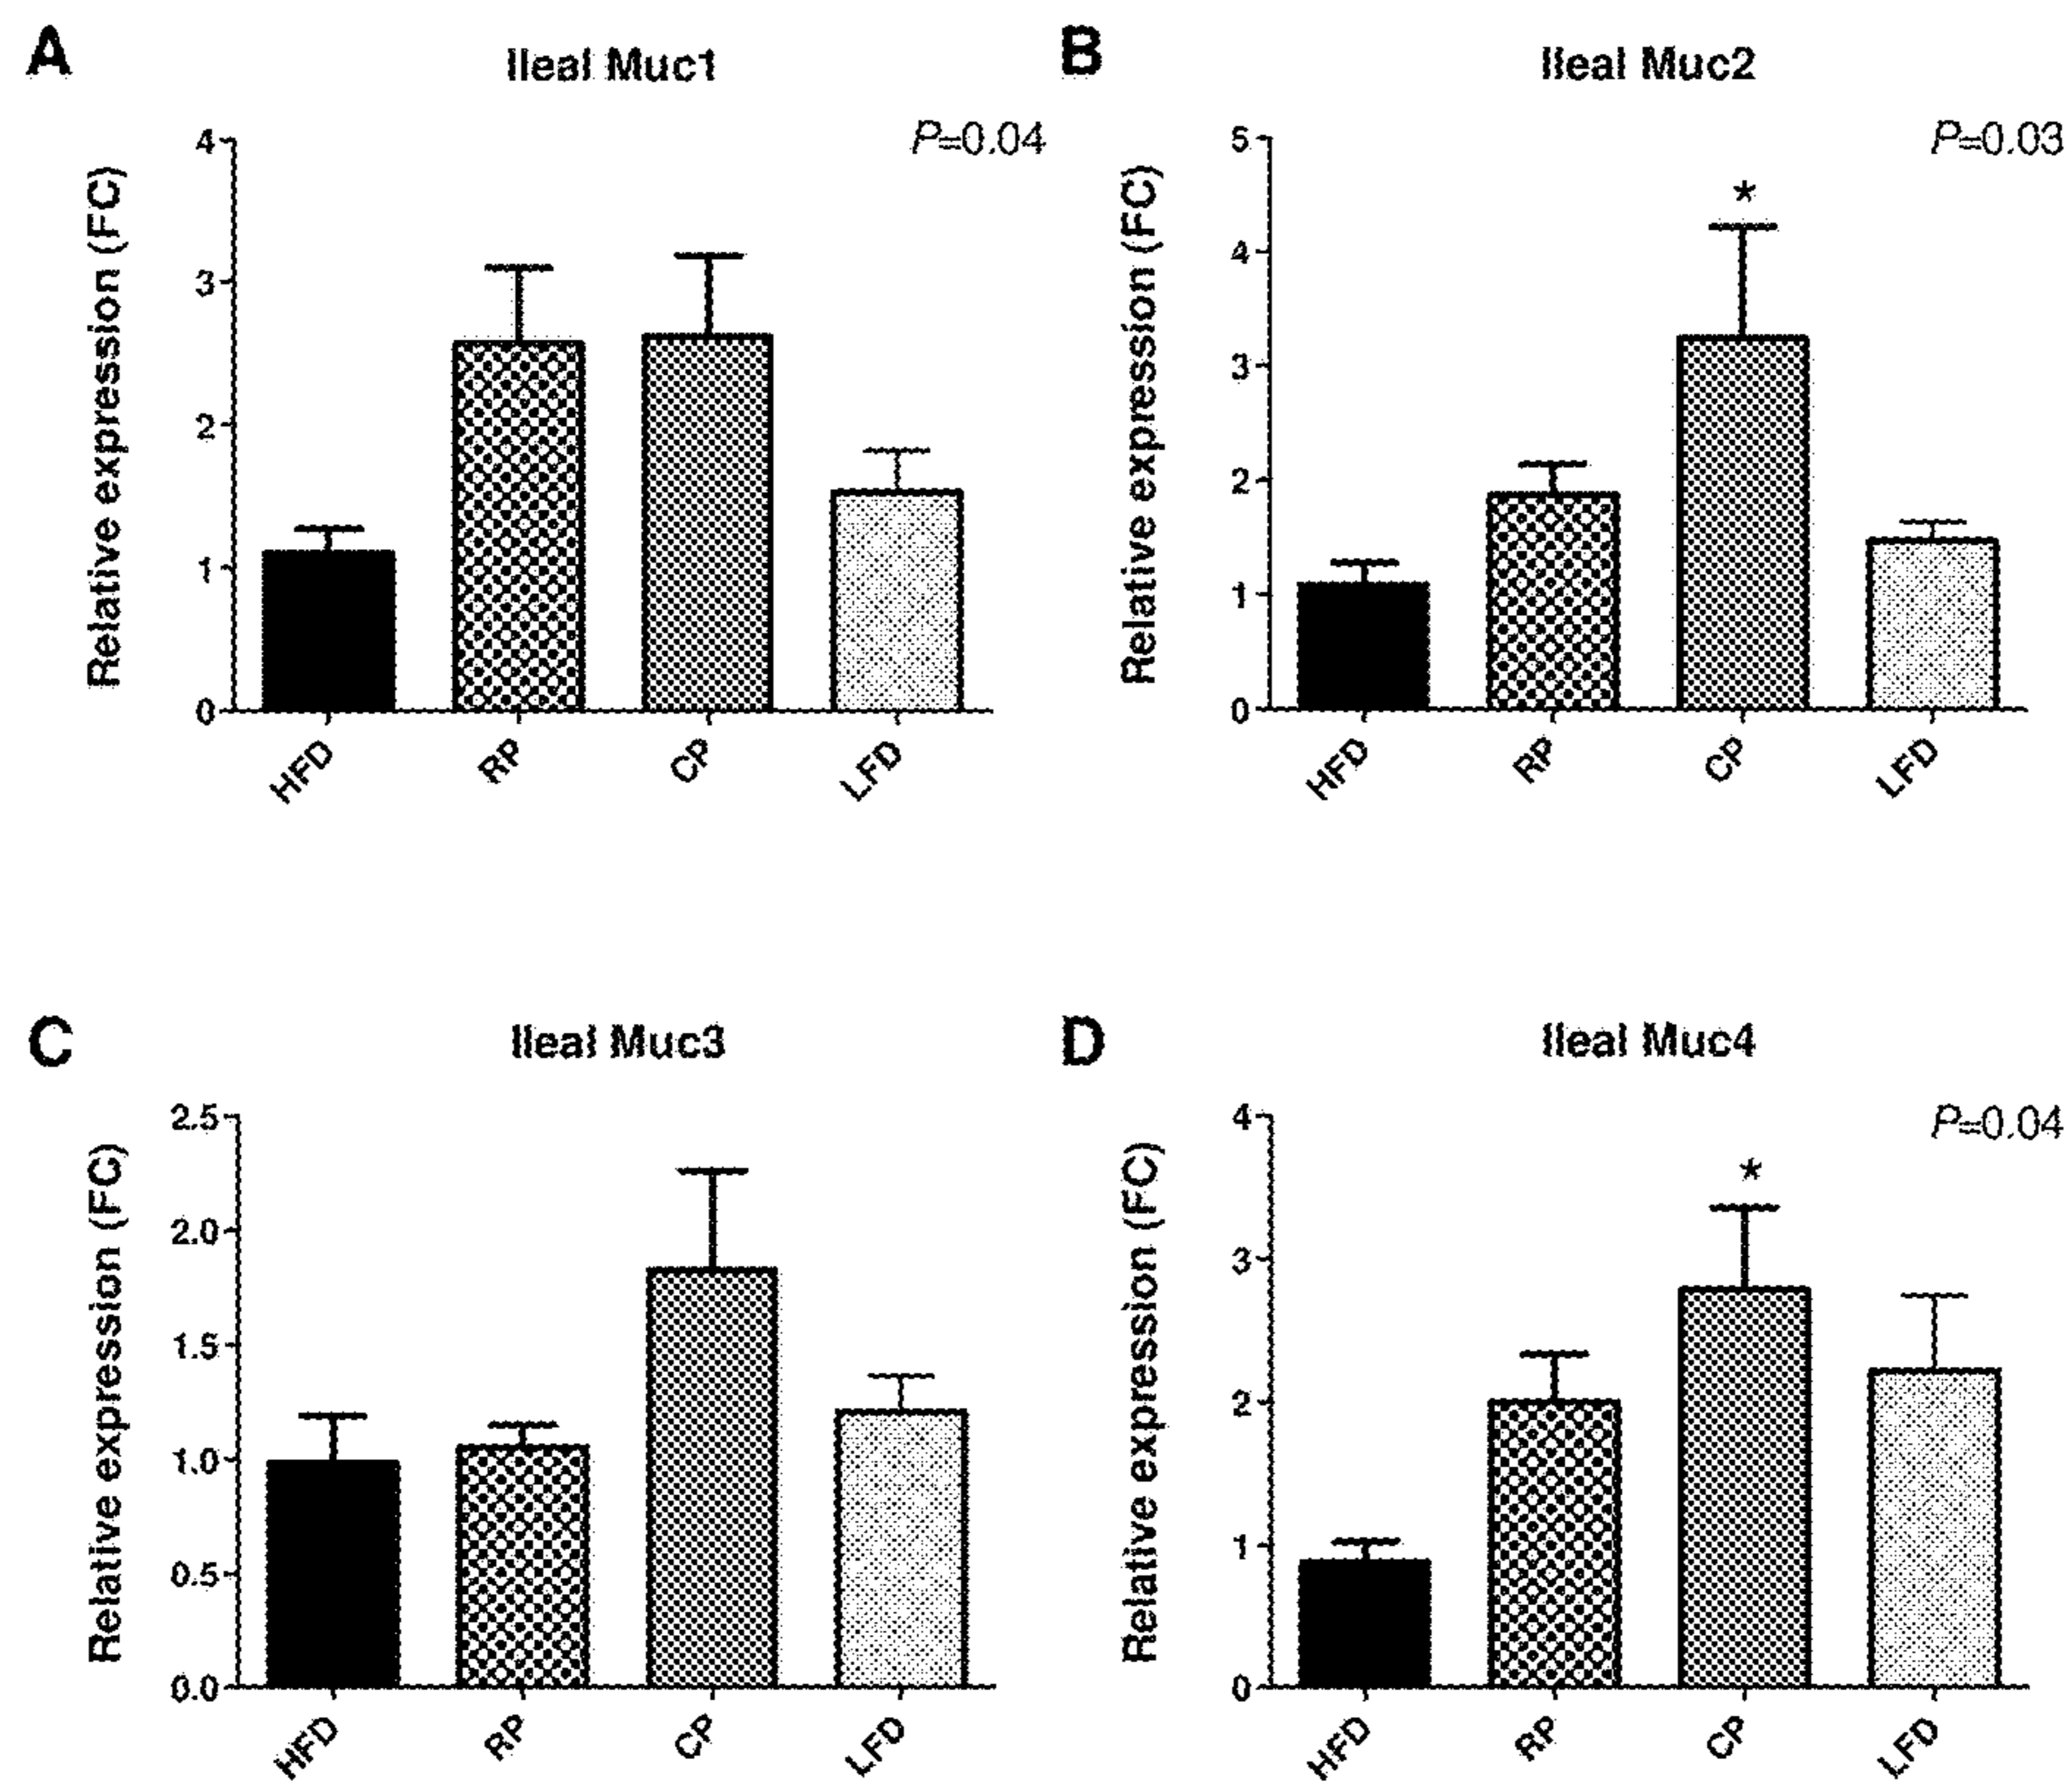 A
Ileal Muc1
P=0.04
Relative expression (FC)
4
3
2
1
0
HFD
RP
CP
LFD
B
Ileal Muc2
P=0.03
*
Relative expression (FC)
5
4
3
2
1
0
HFD
RP
CP
LFD
C
Ileal Muc3
Relative expression (FC)
2.5
2.0
1.5
1.0
0.5
0.0
HFD
RP
CP
LFD
D
Ileal Muc4
P=0.04
*
Relative expression (FC)
4
3
2
1
0
HFD
RP
CP
LFD